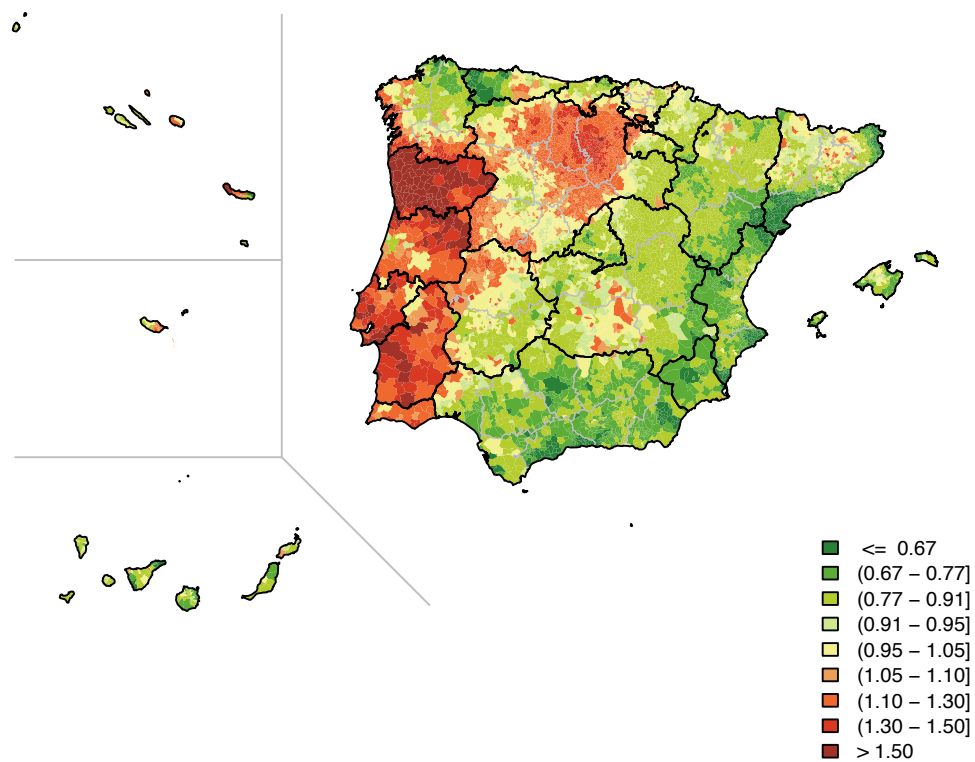 <= 0.67
(0.67 − 0.77]
(0.77 − 0.91]
(0.91 − 0.95]
(0.95 − 1.05]
(1.05 − 1.10]
(1.10 − 1.30]
(1.30 − 1.50]
> 1.50